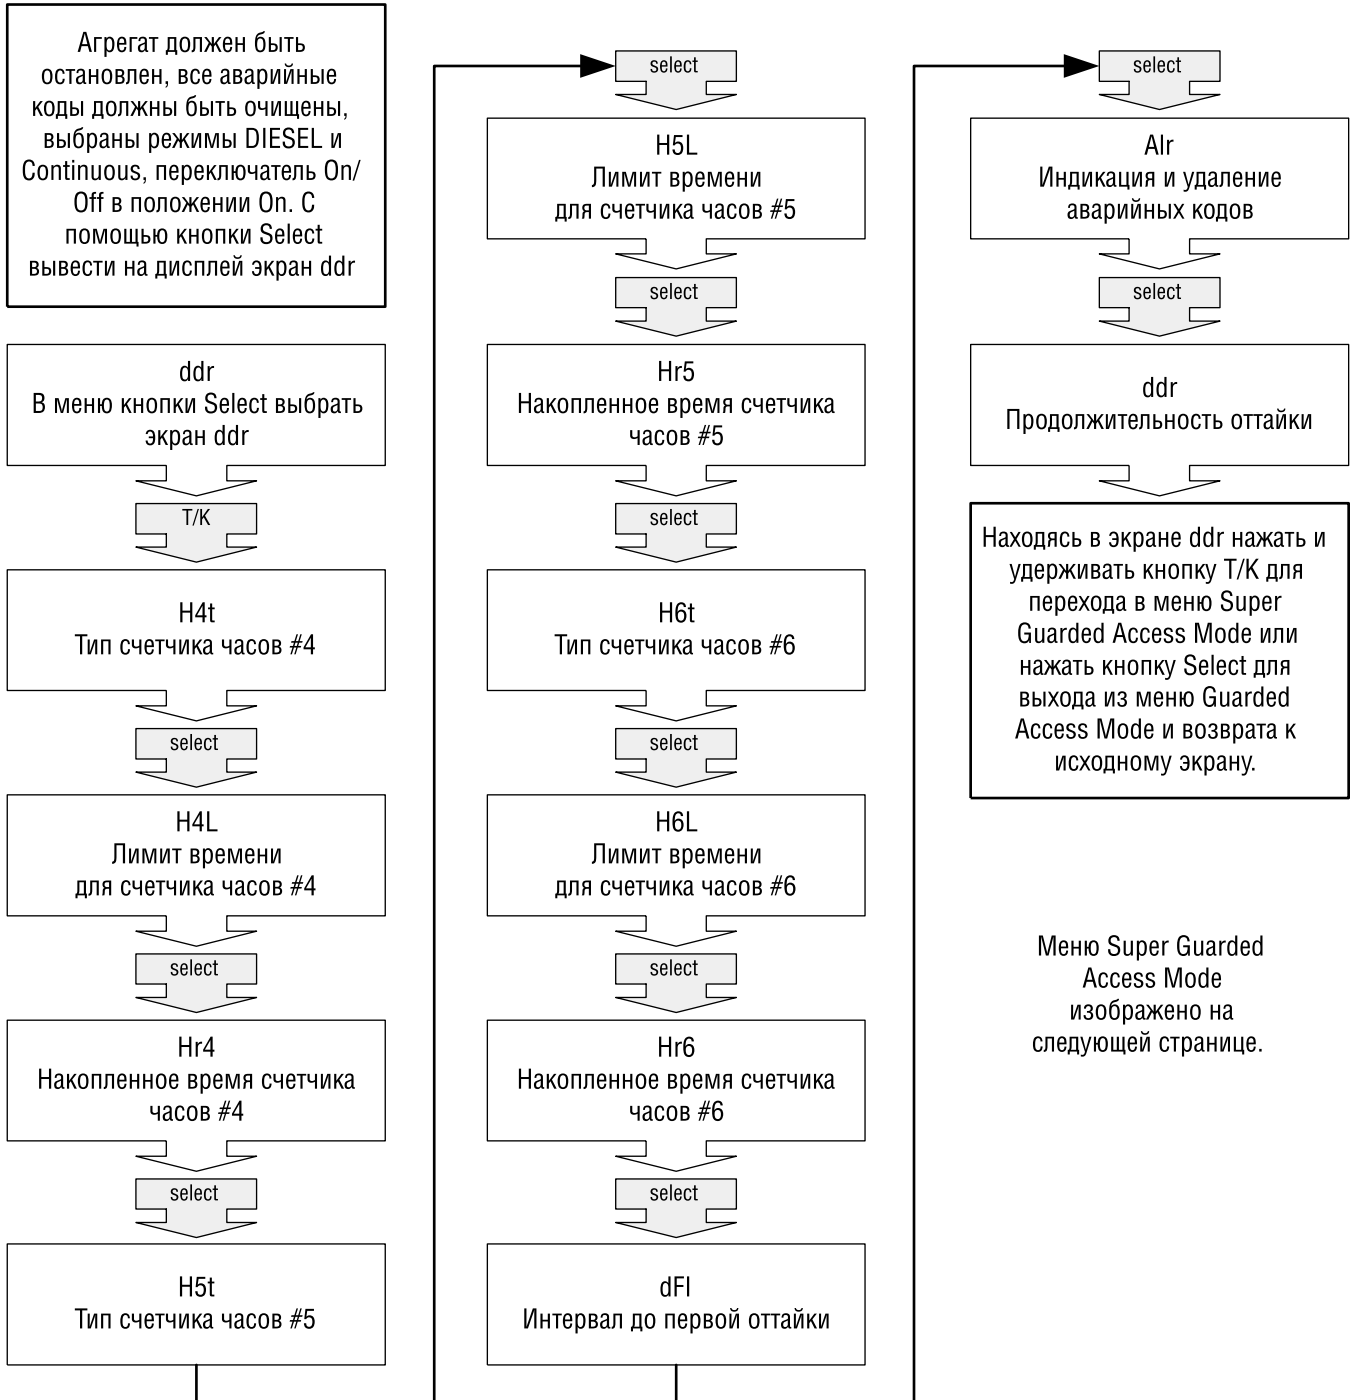 Агрегат должен быть
остановлен, все аварийные
коды должны быть очищены,
выбраны режимы DIESEL и
Continuous, переключатель On/
Off в положении On. С
помощью кнопки Select
вывести на дисплей экран ddr
ddr
В меню кнопки Select выбрать
экран ddr
T/K
H4t
Тип счетчика часов #4
select
H4L
Лимит времени
для счетчика часов #4
select
Hr4
Накопленное время счетчика
часов #4
select
H5t
Тип счетчика часов #5
select
H5L
Лимит времени
для счетчика часов #5
select
Hr5
Накопленное время счетчика
часов #5
select
H6t
Тип счетчика часов #6
select
H6L
Лимит времени
для счетчика часов #6
select
Hr6
Накопленное время счетчика
часов #6
select
dFI
Интервал до первой оттайки
select
Alr
Индикация и удаление
аварийных кодов
select
ddr
Продолжительность оттайки
Находясь в экране ddr нажать и
удерживать кнопку T/K для
перехода в меню Super
Guarded Access Mode или
нажать кнопку Select для
выхода из меню Guarded
Access Mode и возврата к
исходному экрану.
Меню Super Guarded
Access Mode
изображено на
следующей странице.